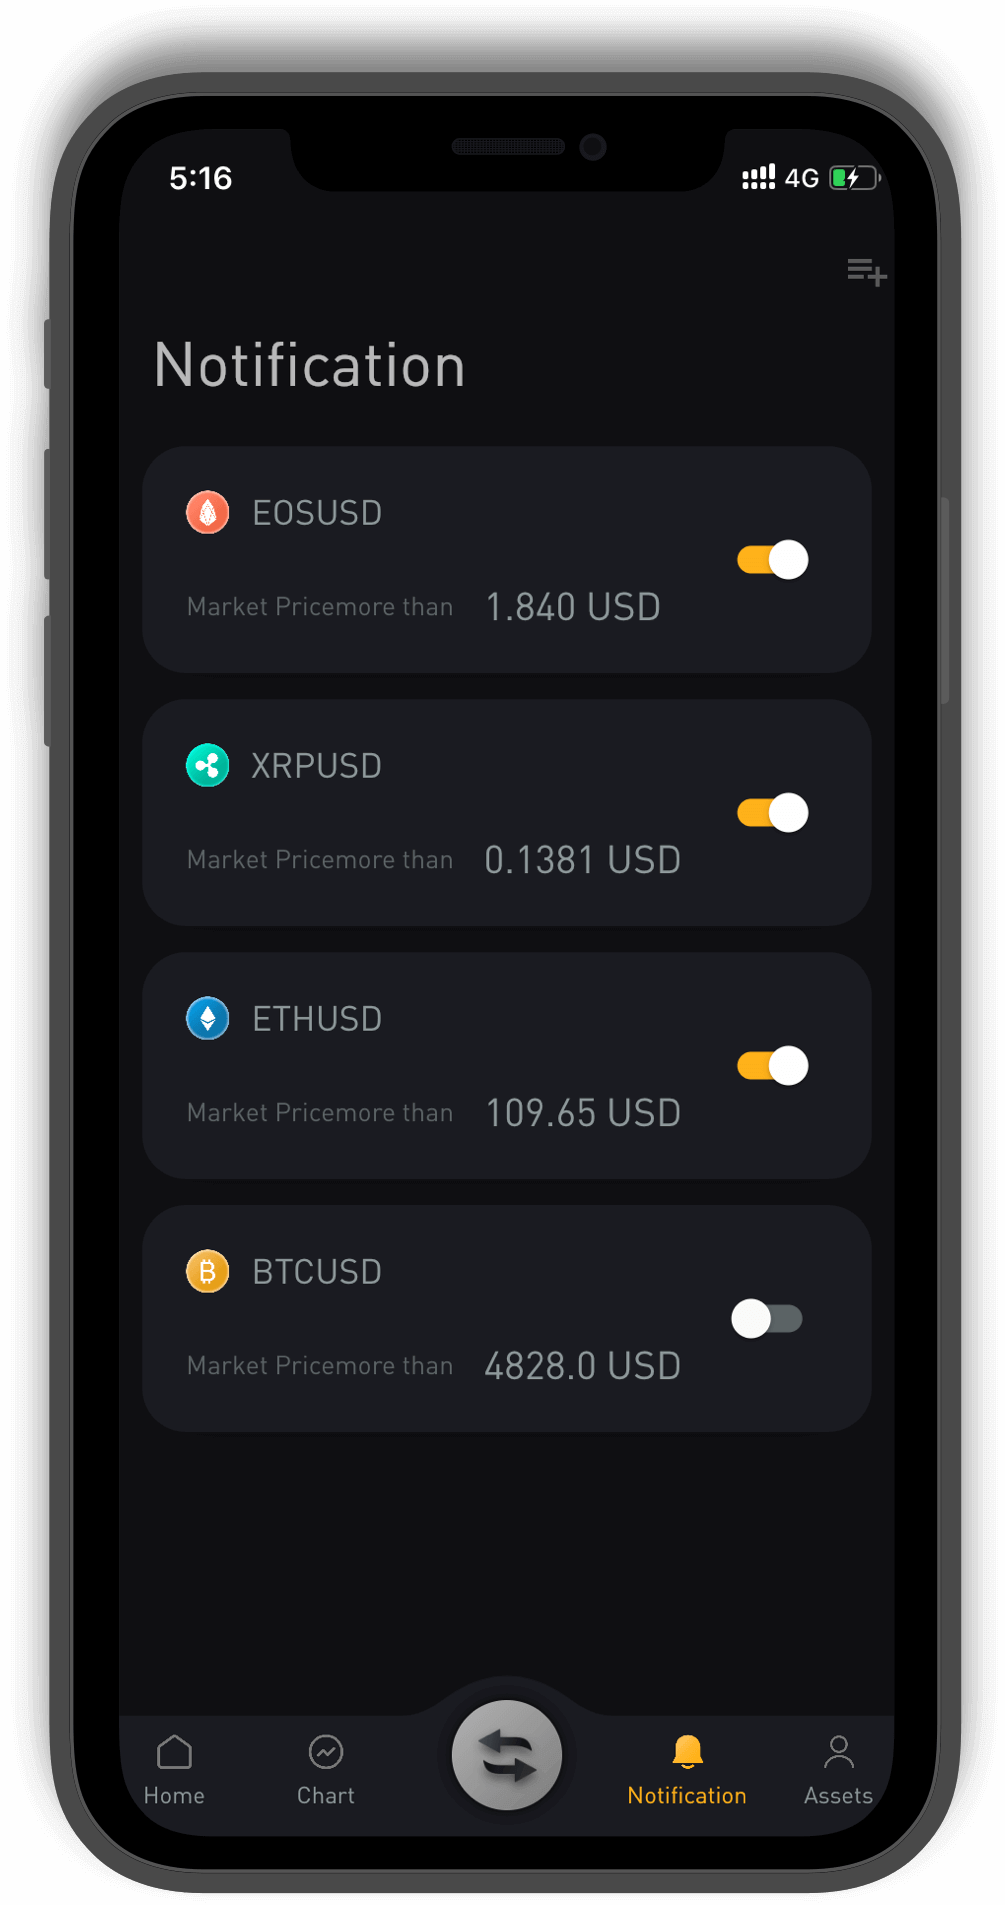 5:16 4G
Notification
EOSUSD
Market Pricemore than 1.840 USD
XRPUSD
Market Pricemore than 0.1381 USD
ETHUSD
Market Pricemore than 109.65 USD
BTCUSD
Market Pricemore than 4828.0 USD
Home Chart Notification Assets